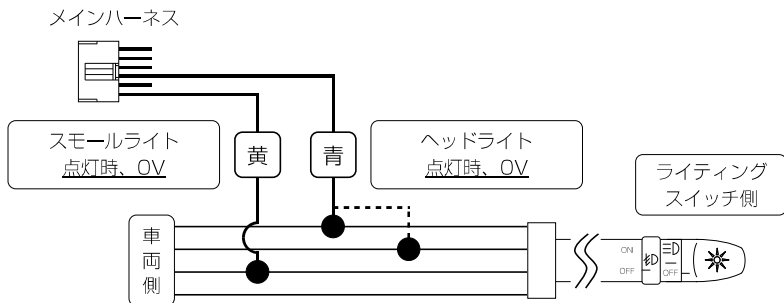 メインハーネス
スモールライト
点灯時、0V
黄
青
ヘッドライト
点灯時、0V
ライティング
スイッチ側
車両側
ON
OFF
OFF